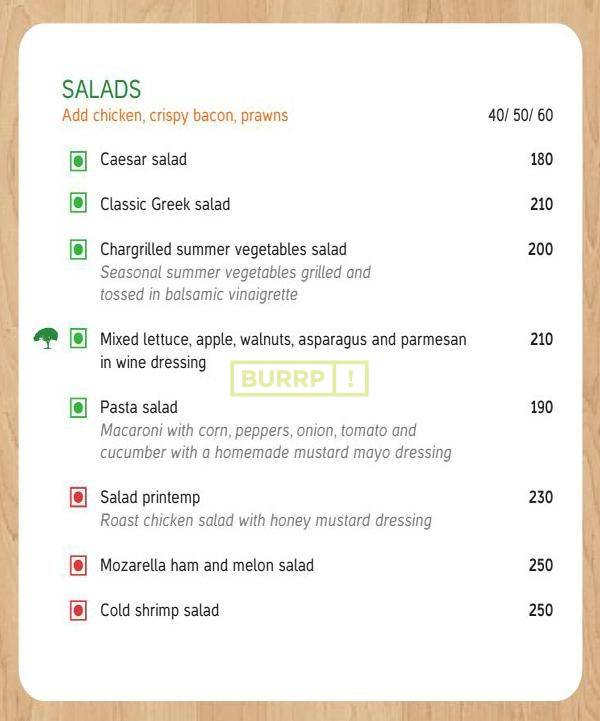 SALADS
Add chicken, crispy bacon, prawns 40/ 50/ 60
Caesar salad 180
Classic Greek salad 210
Chargrilled summer vegetables salad 200
Seasonal summer vegetables grilled and
tossed in balsamic vinaigrette
Mixed lettuce, apple, walnuts, asparagus and parmesan 210
in wine dressing
BURRP !
Pasta salad 190
Macaroni with corn, peppers, onion, tomato and
cucumber with a homemade mustard mayo dressing
Salad printemp 230
Roast chicken salad with honey mustard dressing
Mozarella ham and melon salad 250
Cold shrimp salad 250